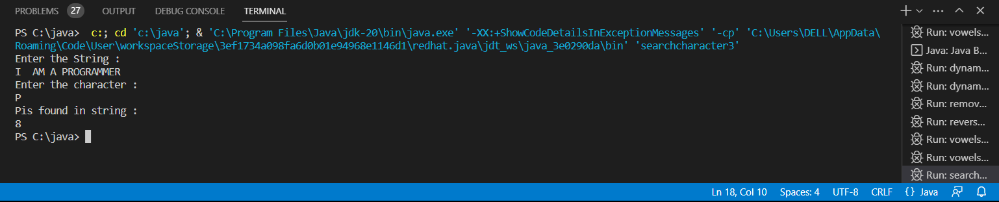 PROBLEMS 27 OUTPUT DEBUG CONSOLE TERMINAL
PS C:\java>  c:; cd 'c:\java'; & 'C:\Program Files\Java\jdk-20\bin\java.exe' '-XX:+ShowCodeDetailsInExceptionMessages' '-cp' 'C:\Users\DELL\AppData\
Roaming\Code\User\workspaceStorage\3ef1734a098fa6d0b01e94968e1146d1\redhat.java\jdt_ws\java_3e0290da\bin' 'searchcharacter3'
Enter the String :
I  AM A PROGRAMMER
Enter the character :
P
Pis found in string :
8
PS C:\java>
Run: vowels...
Java: Java B...
Run: dynam...
Run: dynam...
Run: remov...
Run: revers...
Run: vowels...
Run: vowels...
Run: search...
Ln 18, Col 10 Spaces: 4 UTF-8 CRLF {} Java